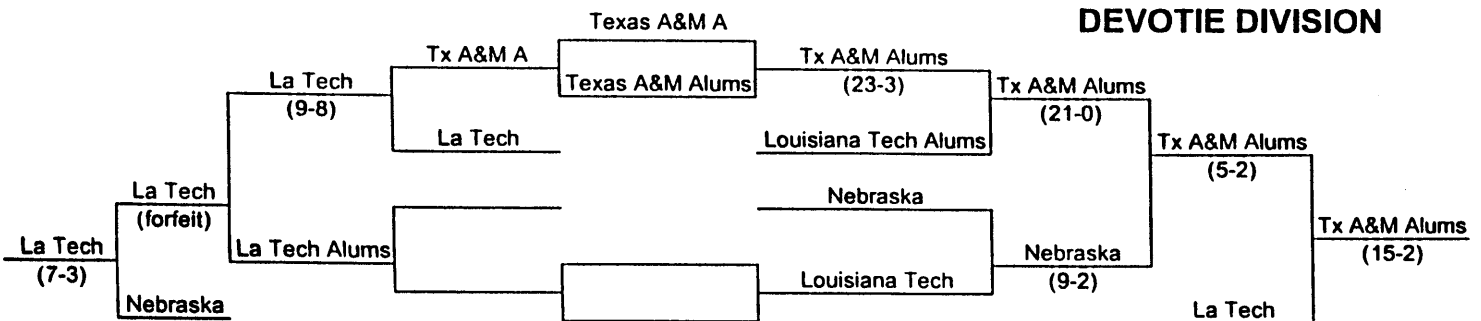 DEVOTIE DIVISION
Texas A&M A
Tx A&M A
Texas A&M Alums
Tx A&M Alums
(23-3)
La Tech
(9-8)
Tx A&M Alums
(21-0)
La Tech
Louisiana Tech Alums
Tx A&M Alums
(5-2)
La Tech
(forfeit)
Nebraska
Tx A&M Alums
(15-2)
La Tech
(7-3)
La Tech Alums
Nebraska
(9-2)
Louisiana Tech
Nebraska
La Tech